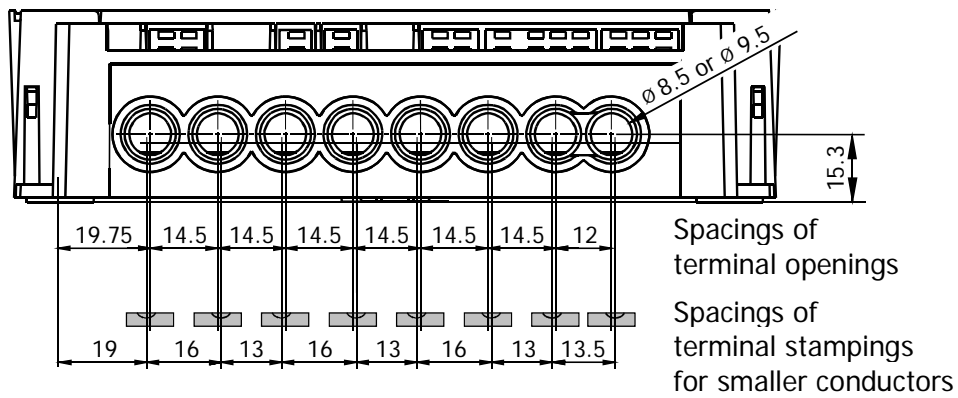 ø 8.5 or ø 9.5
15.3
19.75 14.5 14.5 14.5 14.5 14.5 14.5 12
Spacings of
terminal openings
Spacings of
terminal stampings
for smaller conductors
19 16 13 16 13 16 13 13.5